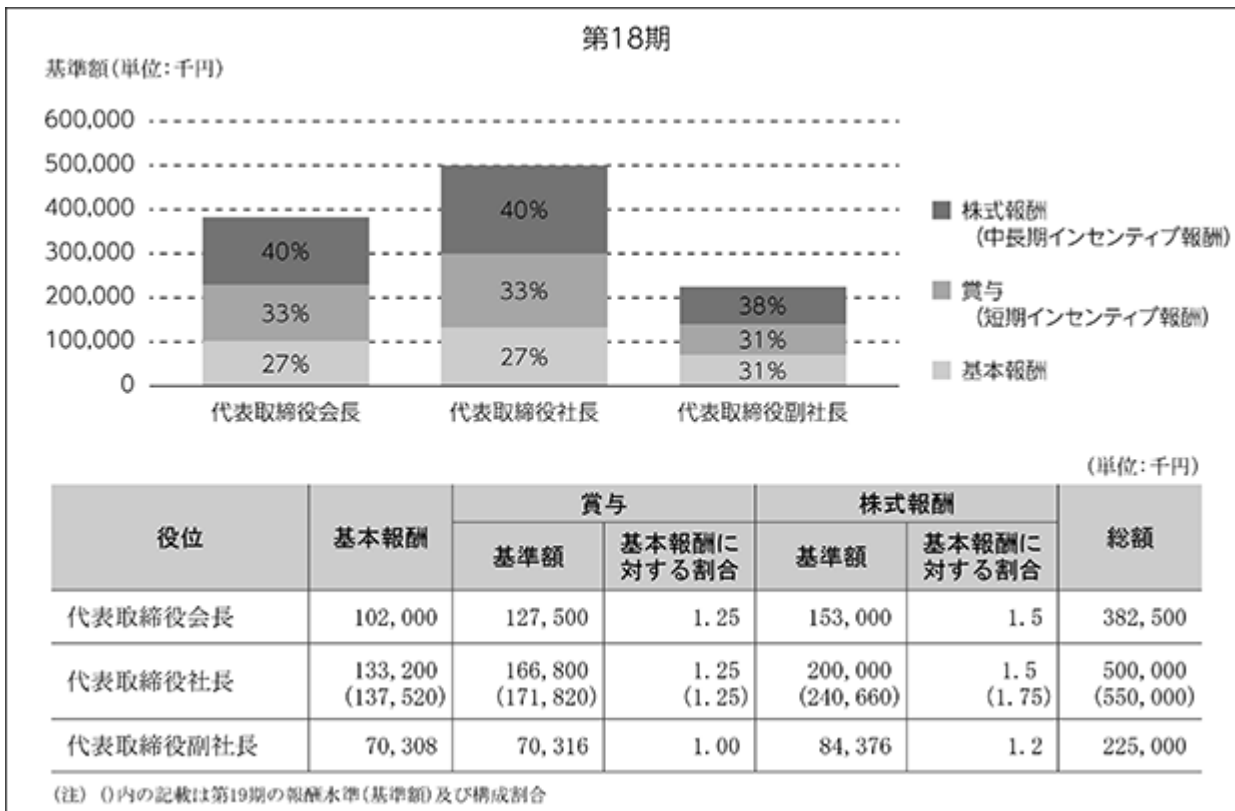 第18期
基準額(単位:千円)
600,000
500,000
400,000
300,000
200,000
100,000
0
40%
33%
27%
40%
33%
27%
38%
31%
31%
代表取締役会長 代表取締役社長 代表取締役副社長
株式報酬
(中長期インセンティブ報酬)
賞与
(短期インセンティブ報酬)
基本報酬
(単位:千円)
役位 基本報酬 賞与 株式報酬 総額
基準額 基本報酬に対する割合 基準額 基本報酬に対する割合
代表取締役会長 102,000 127,500 1.25 153,000 1.5 382,500
代表取締役社長 133,200 166,800 1.25 200,000 1.5 500,000
(137,520) (171,820) (1.25) (240,660) (1.75) (550,000)
代表取締役副社長 70,308 70,316 1.00 84,376 1.2 225,000
(注) ()内の記載は第19期の報酬水準(基準額)及び構成割合